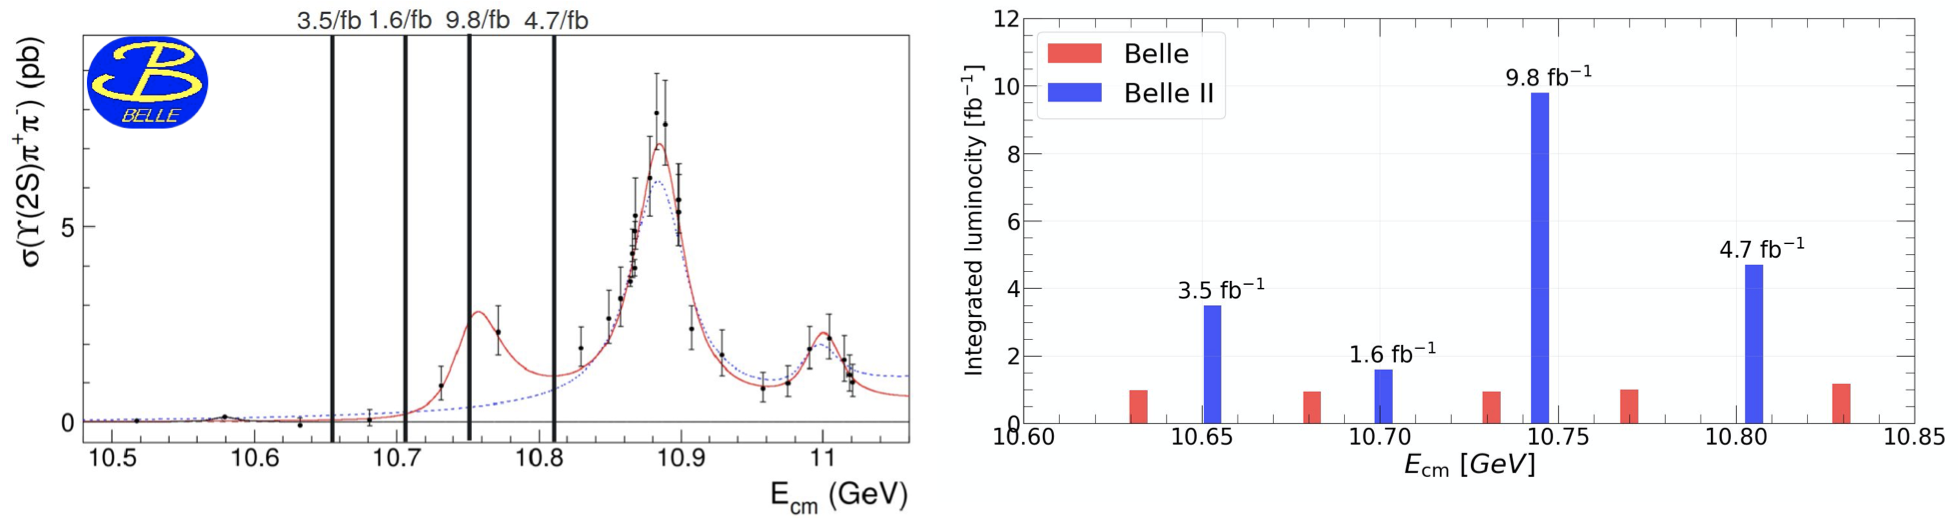 3.5/fb 1.6/fb 9.8/fb 4.7/fb
B
BELLE
σ(ϒ(2S)π⁺π⁻) (pb)
5
0
10.5 10.6 10.7 10.8 10.9 11
E_cm (GeV)
12
10
8
6
4
2
0
Integrated luminocity [fb⁻¹]
Belle
Belle II
3.5 fb⁻¹
1.6 fb⁻¹
9.8 fb⁻¹
4.7 fb⁻¹
10.60 10.65 10.70 10.75 10.80 10.85
E_cm [GeV]